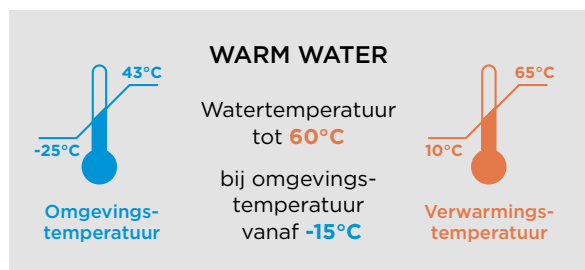 WARM WATER
43°C
-25°C
Omgevings-
temperatuur
Watertemperatuur
tot 60°C
bij omgevings-
temperatuur
vanaf -15°C
65°C
10°C
Verwarmings-
temperatuur